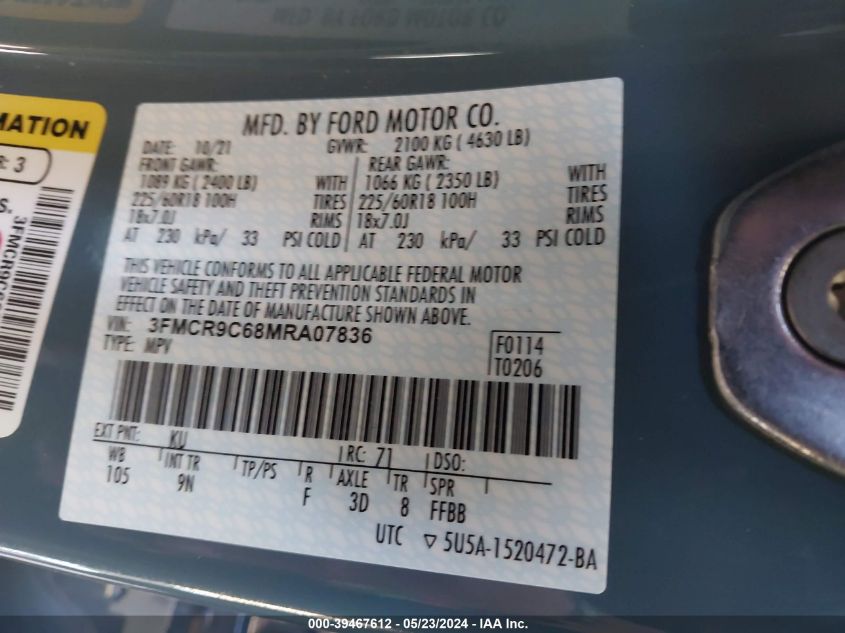 MFD. BY FORD MOTOR CO
MATION
R: 3
S.
3FMCR9C6
MFD. BY FORD MOTOR CO.
DATE: 10/21 GVWR: 2100 KG ( 4630 LB)
FRONT GAWR: REAR GAWR:
1089 KG ( 2400 LB) WITH 1066 KG ( 2350 LB) WITH
225/60R18 100H TIRES 225/60R18 100H TIRES
18x7.0J RIMS 18x7.0J RIMS
AT 230 kPa/ 33 PSI COLD AT 230 kPa/ 33 PSI COLD
THIS VEHICLE CONFORMS TO ALL APPLICABLE FEDERAL MOTOR
VEHICLE SAFETY AND THEFT PREVENTION STANDARDS IN
EFFECT ON THE DATE OF MANUFACTURE SHOWN ABOVE.
VIN: 3FMCR9C68MRA07836
TYPE: MPV
F0114
T0206
EXT PNT: KU RC: 71 DSO:
WB INT TR TP/PS R AXLE TR SPR
105 9N F 3D 8 FFBB
UTC ▽ 5U5A-1520472-BA
000-39467612 - 05/23/2024 - IAA Inc.